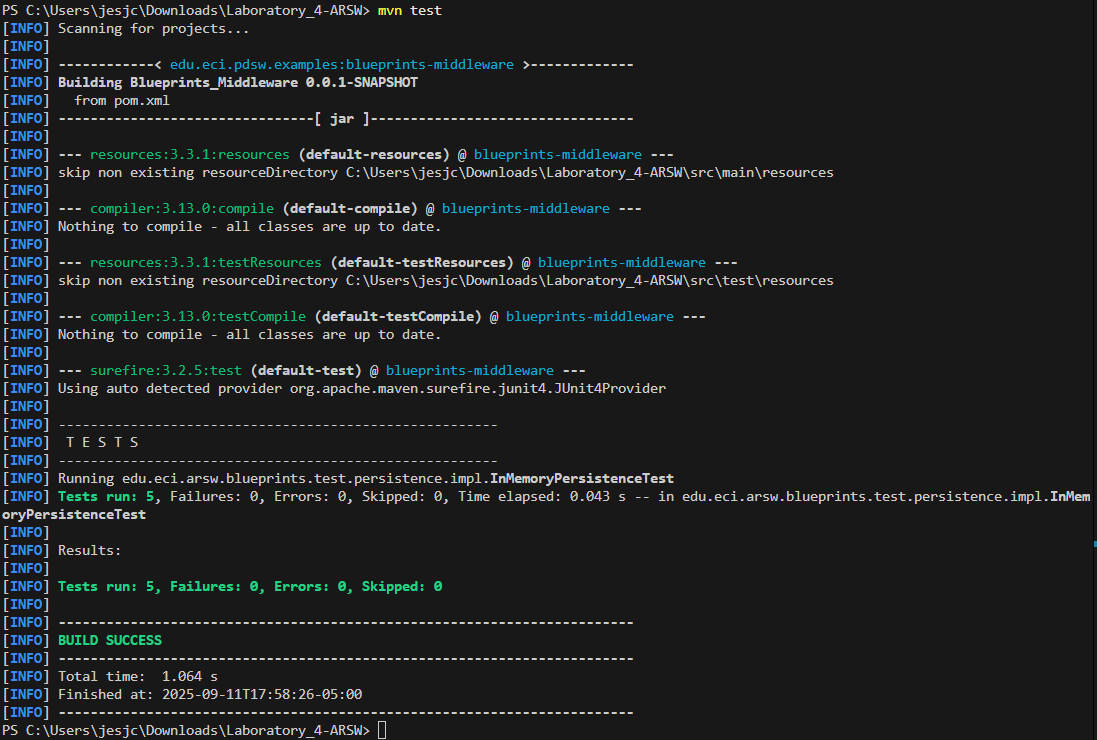 PS C:\Users\jesjc\Downloads\Laboratory_4-ARSW> mvn test
[INFO] Scanning for projects...
[INFO]
[INFO] ------------< edu.eci.pdsw.examples:blueprints-middleware >-------------
[INFO] Building Blueprints_Middleware 0.0.1-SNAPSHOT
[INFO]   from pom.xml
[INFO] --------------------------------[ jar ]---------------------------------
[INFO]
[INFO] --- resources:3.3.1:resources (default-resources) @ blueprints-middleware ---
[INFO] skip non existing resourceDirectory C:\Users\jesjc\Downloads\Laboratory_4-ARSW\src\main\resources
[INFO]
[INFO] --- compiler:3.13.0:compile (default-compile) @ blueprints-middleware ---
[INFO] Nothing to compile - all classes are up to date.
[INFO]
[INFO] --- resources:3.3.1:testResources (default-testResources) @ blueprints-middleware ---
[INFO] skip non existing resourceDirectory C:\Users\jesjc\Downloads\Laboratory_4-ARSW\src\test\resources
[INFO]
[INFO] --- compiler:3.13.0:testCompile (default-testCompile) @ blueprints-middleware ---
[INFO] Nothing to compile - all classes are up to date.
[INFO]
[INFO] --- surefire:3.2.5:test (default-test) @ blueprints-middleware ---
[INFO] Using auto detected provider org.apache.maven.surefire.junit4.JUnit4Provider
[INFO]
[INFO] -------------------------------------------------------
[INFO]  T E S T S
[INFO] -------------------------------------------------------
[INFO] Running edu.eci.arsw.blueprints.test.persistence.impl.InMemoryPersistenceTest
[INFO] Tests run: 5, Failures: 0, Errors: 0, Skipped: 0, Time elapsed: 0.043 s -- in edu.eci.arsw.blueprints.test.persistence.impl.InMem
oryPersistenceTest
[INFO]
[INFO] Results:
[INFO]
[INFO] Tests run: 5, Failures: 0, Errors: 0, Skipped: 0
[INFO]
[INFO] ------------------------------------------------------------------------
[INFO] BUILD SUCCESS
[INFO] ------------------------------------------------------------------------
[INFO] Total time:  1.064 s
[INFO] Finished at: 2025-09-11T17:58:26-05:00
[INFO] ------------------------------------------------------------------------
PS C:\Users\jesjc\Downloads\Laboratory_4-ARSW>